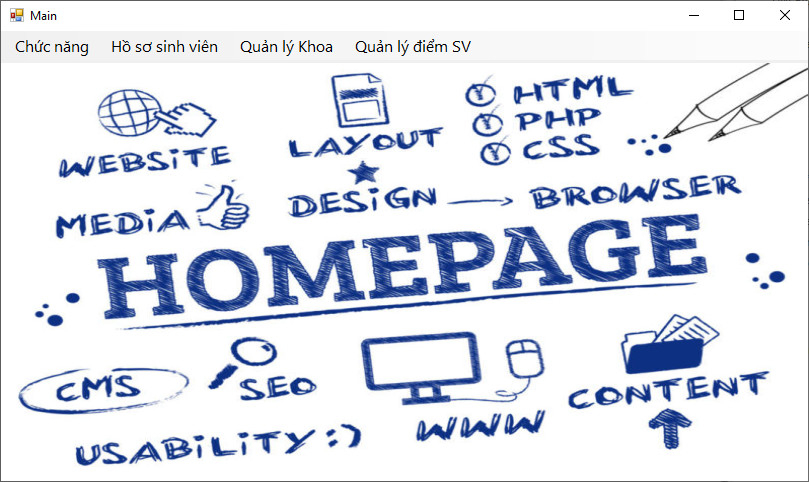 Main
Chức năng Hồ sơ sinh viên Quản lý Khoa Quản lý điểm SV
WEBSiTE
LAYOUT
HTML
PHP
CSS
MEDiA
DESiGN
BROWSER
HOMEPAGE
CMS
SEO
WWW
CONTENT
USABiLiTY :)